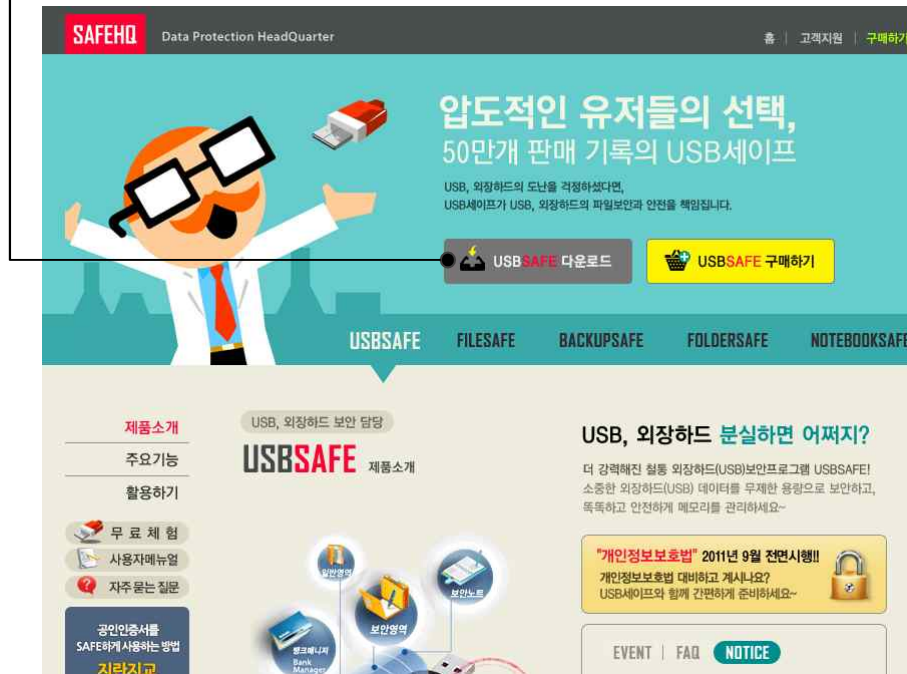 SAFEHQ Data Protection HeadQuarter
홈 | 고객지원 | 구매하기
압도적인 유저들의 선택,
50만개 판매 기록의 USB세이프
USB, 외장하드의 도난을 걱정하셨다면,
USB세이프가 USB, 외장하드의 파일보안과 안전을 책임집니다.
USBSAFE 다운로드
USBSAFE 구매하기
USBSAFE FILESAFE BACKUPSAFE FOLDERSAFE NOTEBOOKSAFE
제품소개
주요기능
활용하기
무 료 체 험
사용자메뉴얼
자주 묻는 질문
공인인증서를
SAFE하게 사용하는 방법
지란지교
USB, 외장하드 보안 담당
USBSAFE 제품소개
일반영역
보안노트
보안영역
뱅크매니저
Bank
Manager
USB, 외장하드 분실하면 어쩌지?
더 강력해진 철통 외장하드(USB)보안프로그램 USBSAFE!
소중한 외장하드(USB) 데이터를 무제한 용량으로 보안하고,
똑똑하고 안전하게 메모리를 관리하세요~
"개인정보보호법" 2011년 9월 전면시행!!
개인정보보호법 대비하고 계시나요?
USB세이프와 함께 간편하게 준비하세요~
EVENT | FAQ NOTICE